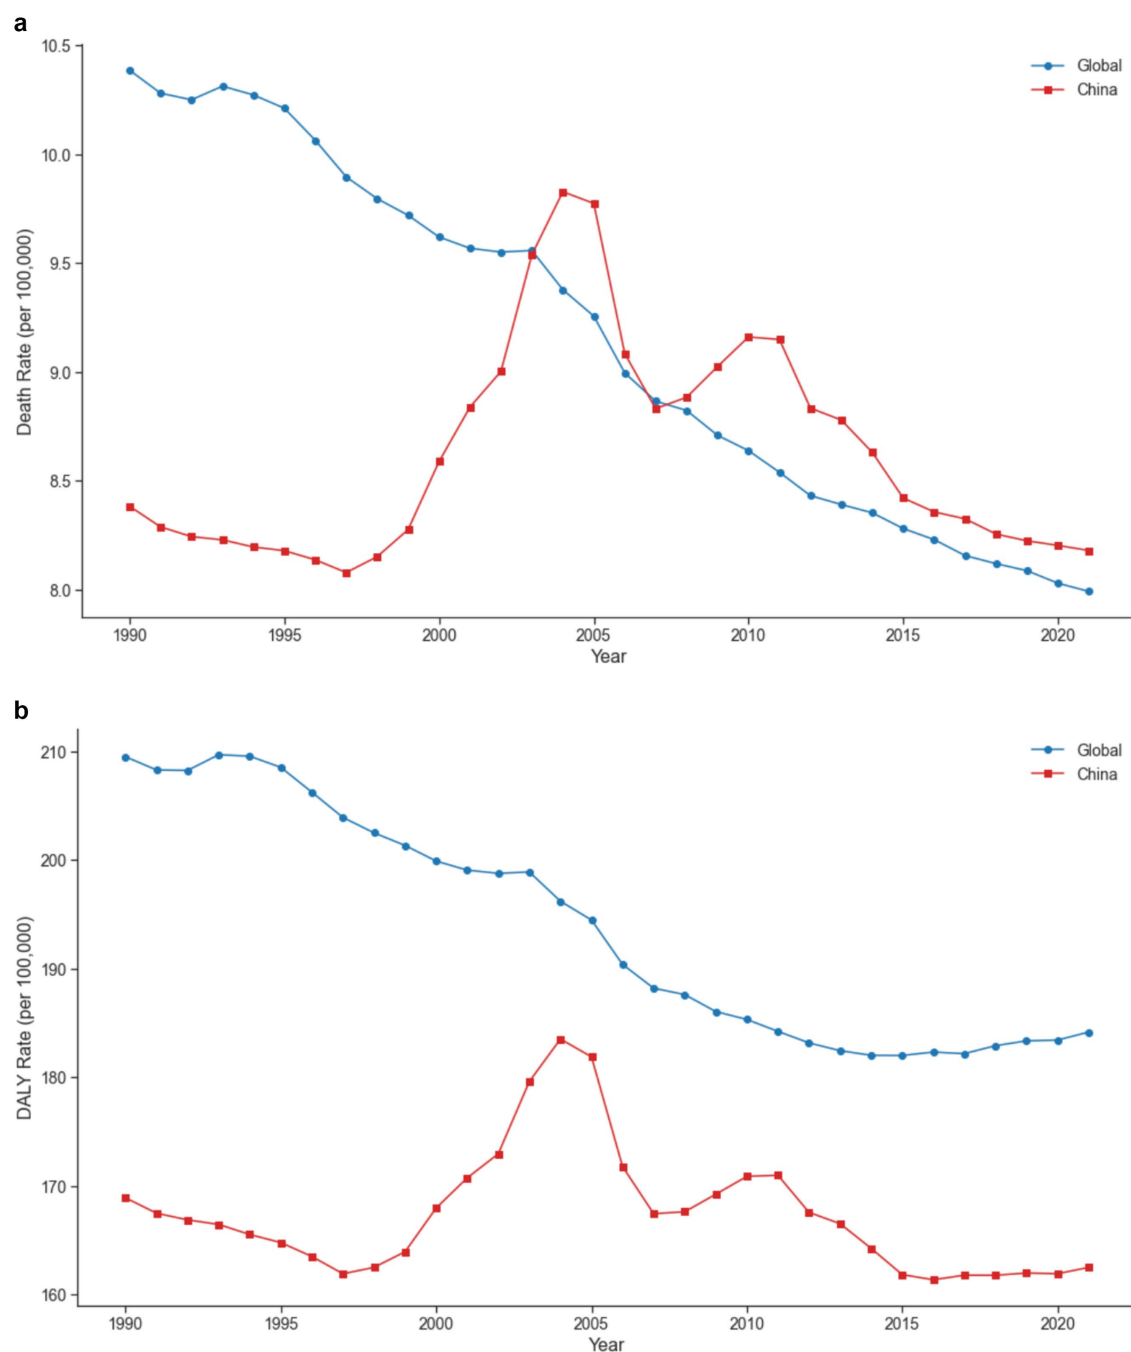 a
10.5
10.0
9.5
9.0
8.5
8.0
Death Rate (per 100,000)
Global
China
1990 1995 2000 2005 2010 2015 2020
Year
b
210
200
190
180
170
160
DALY Rate (per 100,000)
Global
China
1990 1995 2000 2005 2010 2015 2020
Year